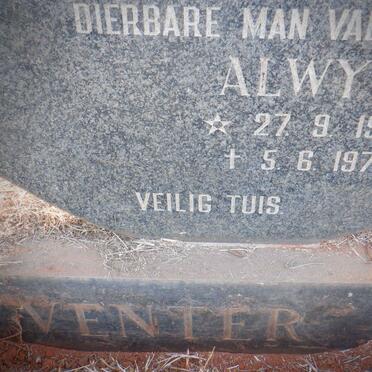 DIERBARE MAN VA
ALWY
☆ 27. 9. 19
† 5. 6. 197
VEILIG TUIS.
VENTER